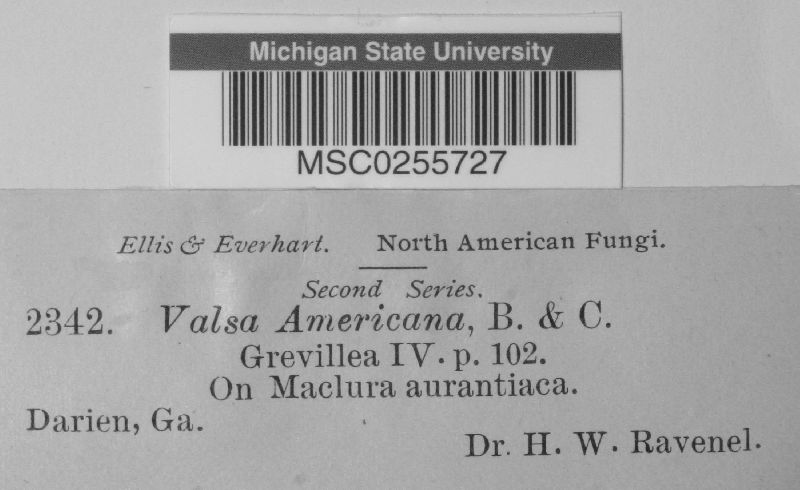 Michigan State University
MSC0255727
Ellis & Everhart. North American Fungi.
Second Series.
2342. Valsa Americana, B. & C.
Grevillea IV. p. 102.
On Maclura aurantiaca.
Darien, Ga.
Dr. H. W. Ravenel.